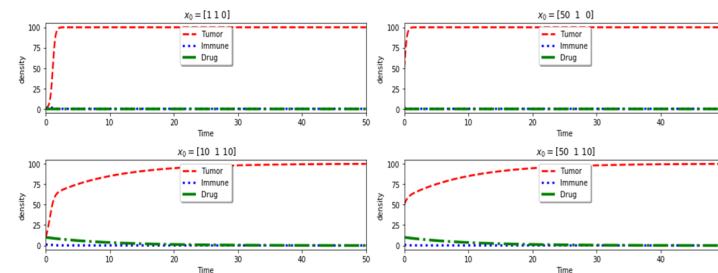 x₀ = [1 1 0]
100
75
50
25
0
density
Tumor
Immune
Drug
0 10 20 30 40 50
Time
x₀ = [50 1 0]
100
75
50
25
0
density
Tumor
Immune
Drug
0 10 20 30 40
Time
x₀ = [10 1 10]
100
75
50
25
0
density
Tumor
Immune
Drug
0 10 20 30 40 50
Time
x₀ = [50 1 10]
100
75
50
25
0
density
Tumor
Immune
Drug
0 10 20 30 40
Time